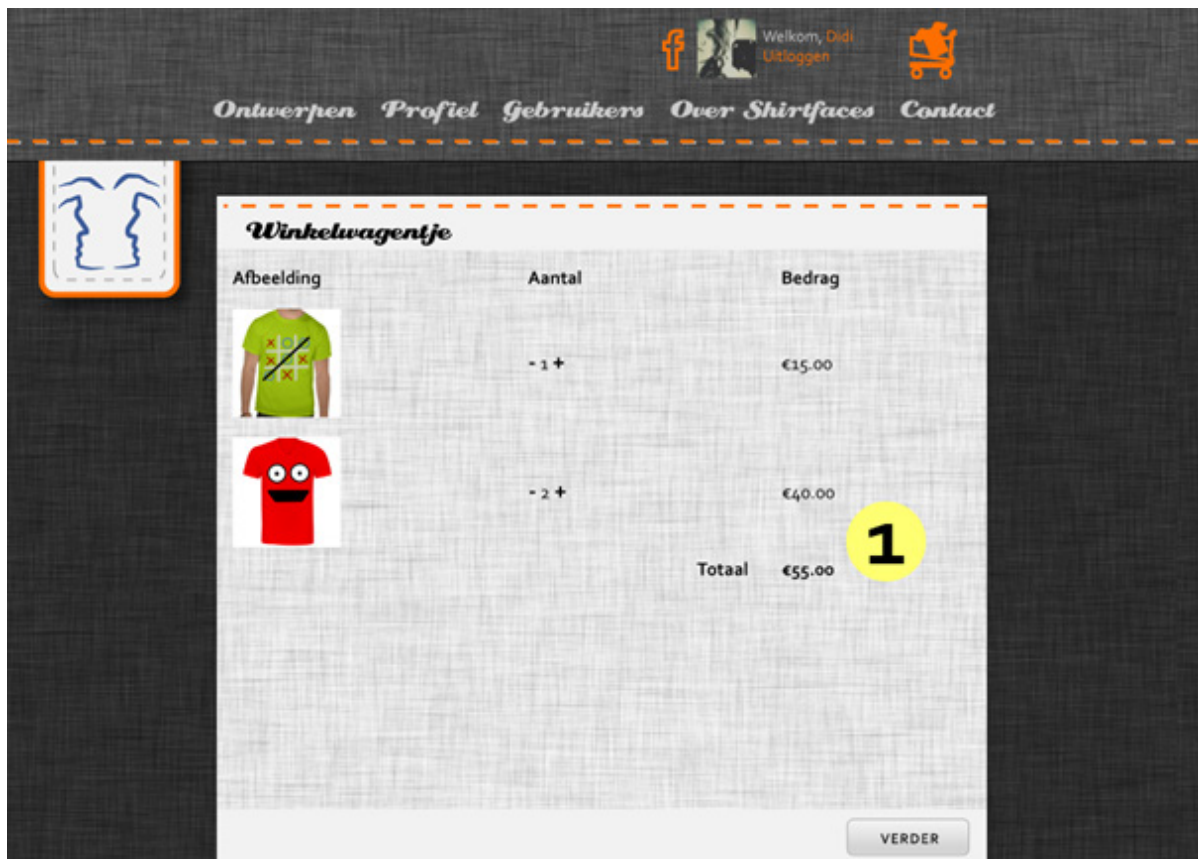 Welkom, Didi
Uitloggen
Ontwerpen Profiel Gebruikers Over Shirtfaces Contact
Winkelwagentje
Afbeelding Aantal Bedrag
- 1 + €15.00
- 2 + €40.00
1
Totaal €55.00
VERDER